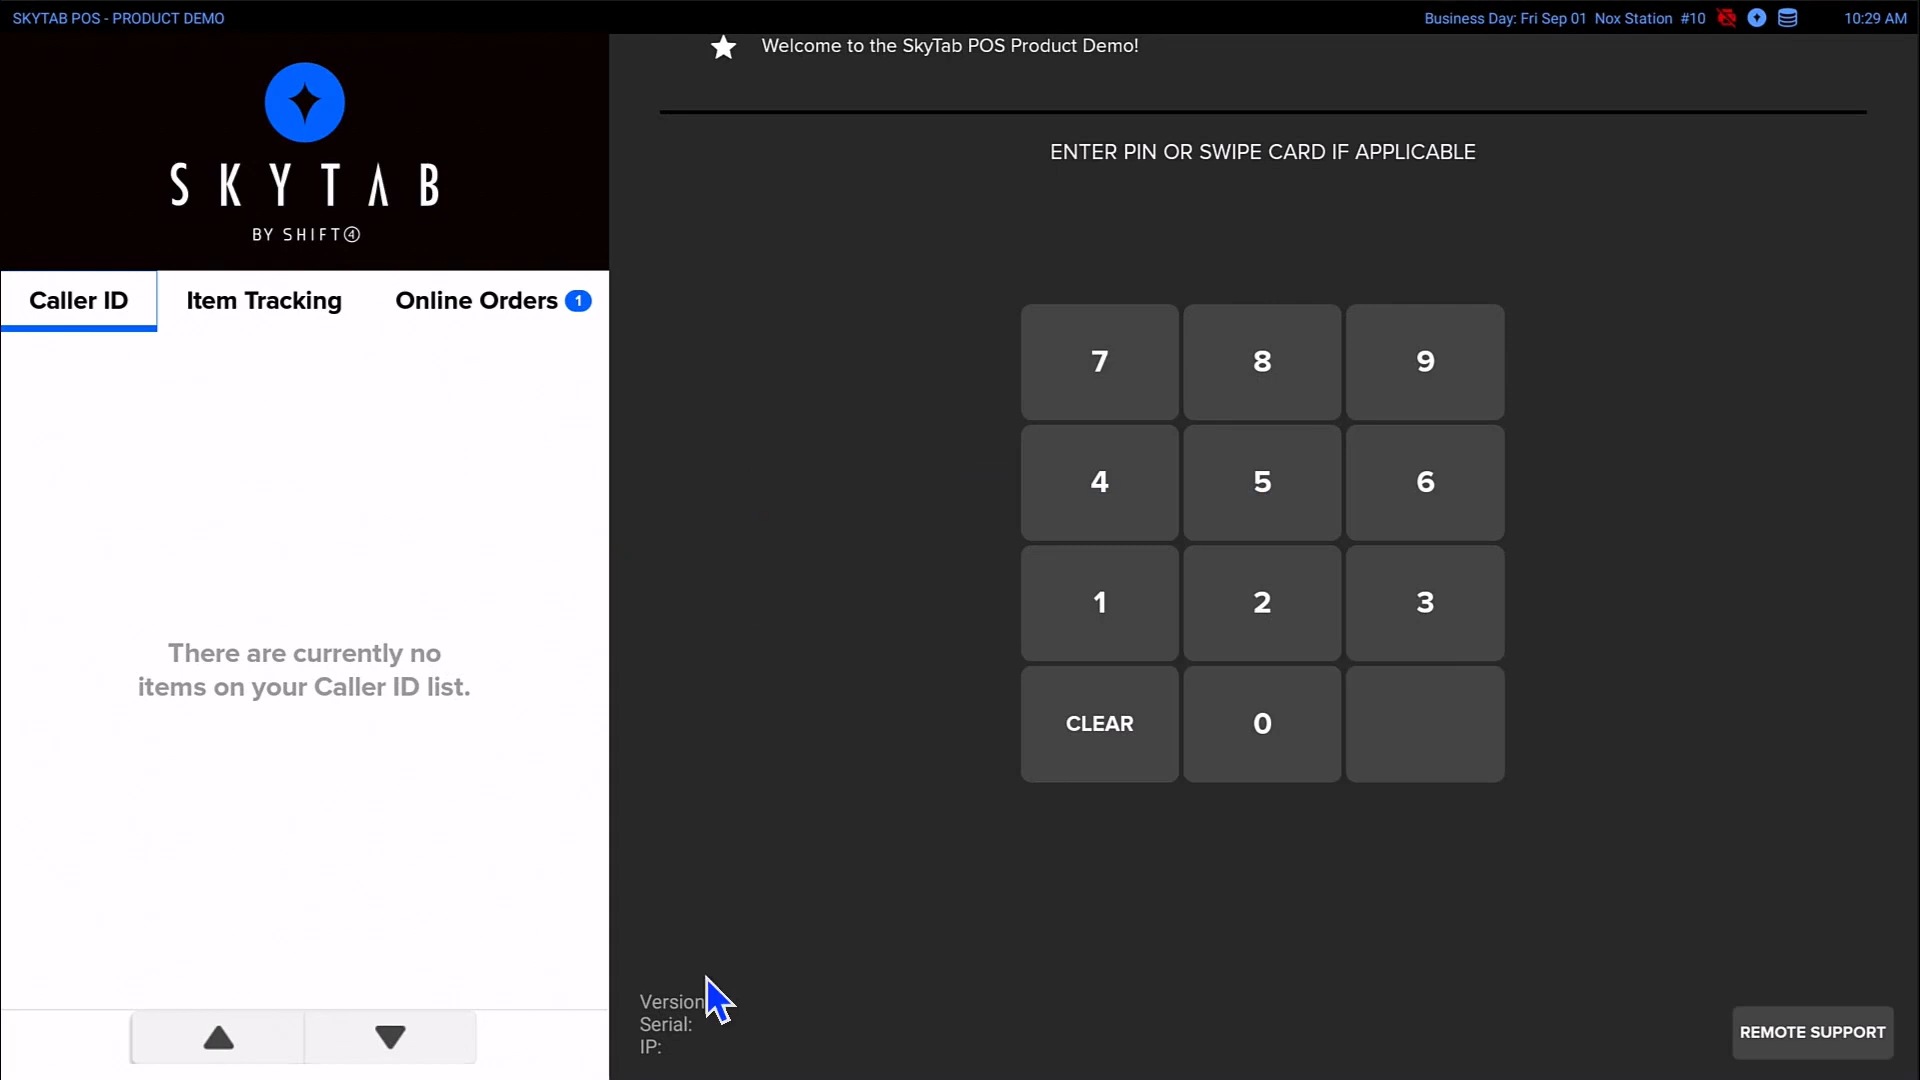 SKYTAB POS - PRODUCT DEMO
Business Day: Fri Sep 01 Nox Station #10 10:29 AM
SKYTAB
BY SHIFT4
Welcome to the SkyTab POS Product Demo!
ENTER PIN OR SWIPE CARD IF APPLICABLE
Caller ID Item Tracking Online Orders 1
There are currently no
items on your Caller ID list.
7 8 9
4 5 6
1 2 3
CLEAR 0
Version
Serial:
IP:
REMOTE SUPPORT